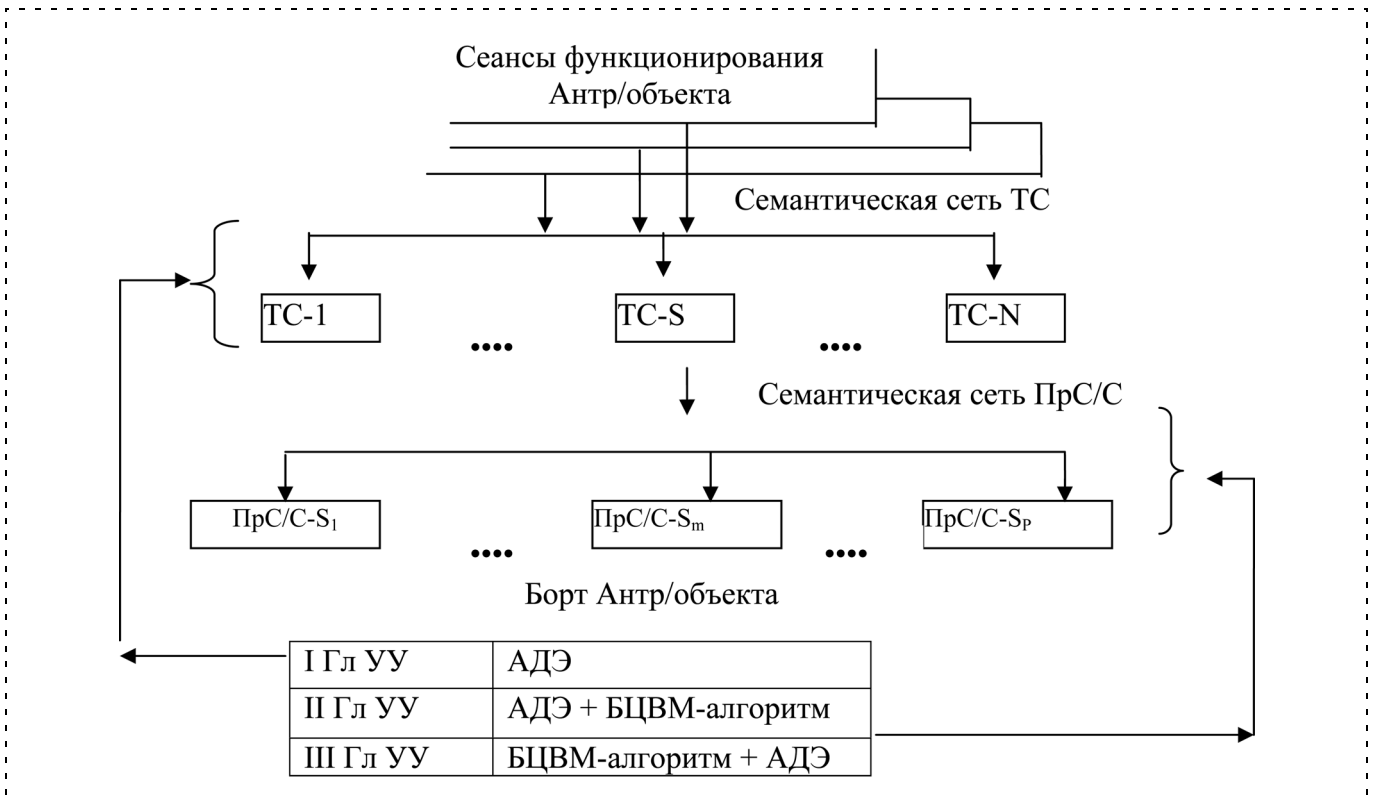 Сеансы функционирования
Антр/объекта
Семантическая сеть ТС
ТС-1
ТС-S
ТС-N
....
....
Семантическая сеть ПрС/С
ПрС/С-S₁
ПрС/С-Sₘ
ПрС/С-Sₚ
....
....
Борт Антр/объекта
I Гл УУ АДЭ
II Гл УУ АДЭ + БЦВМ-алгоритм
III Гл УУ БЦВМ-алгоритм + АДЭ